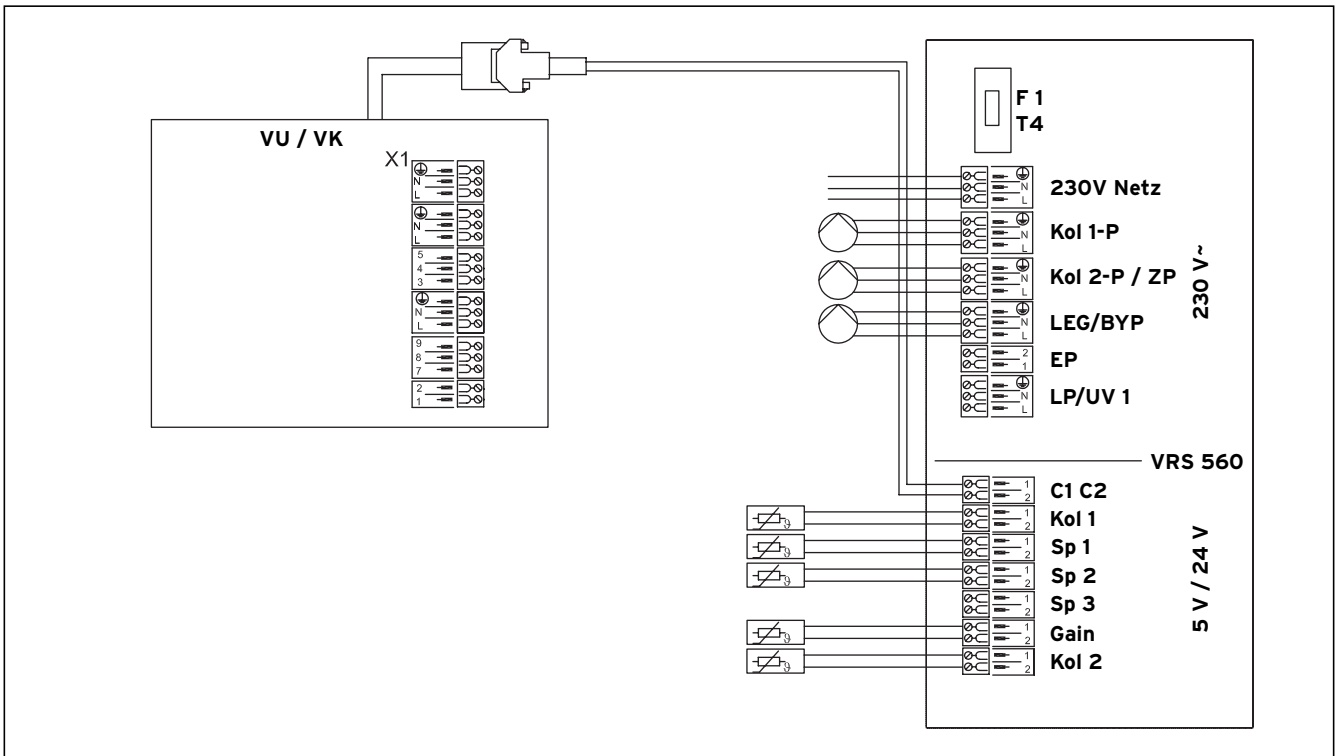 VU / VK
X1
N
L
N
L
5
4
3
N
L
9
8
7
2
1
F 1
T4
N
L
230V Netz
N
L
Kol 1-P
N
L
Kol 2-P / ZP
N
L
LEG/BYP
2
1
EP
N
L
LP/UV 1
230 V~
VRS 560
1
2
C1 C2
1
2
Kol 1
1
2
Sp 1
1
2
Sp 2
1
2
Sp 3
1
2
Gain
1
2
Kol 2
5 V / 24 V
ϑ
ϑ
ϑ
ϑ
ϑ